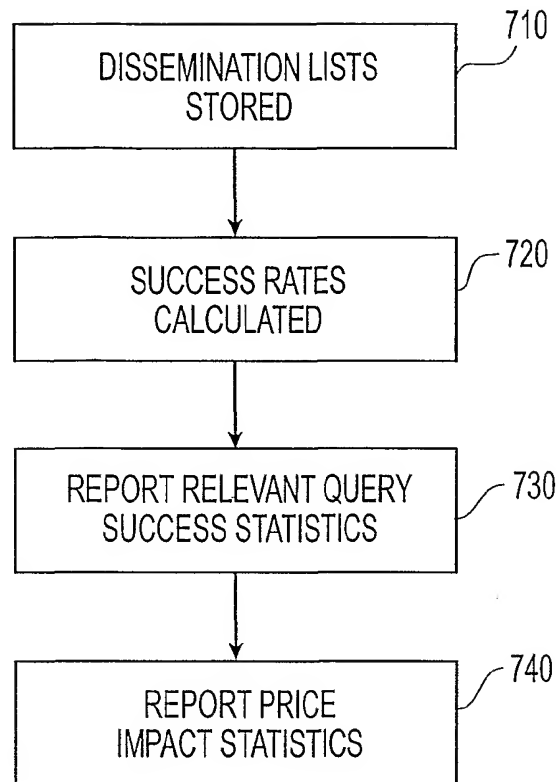 710
DISSEMINATION LISTS
STORED
720
SUCCESS RATES
CALCULATED
730
REPORT RELEVANT QUERY
SUCCESS STATISTICS
740
REPORT PRICE
IMPACT STATISTICS